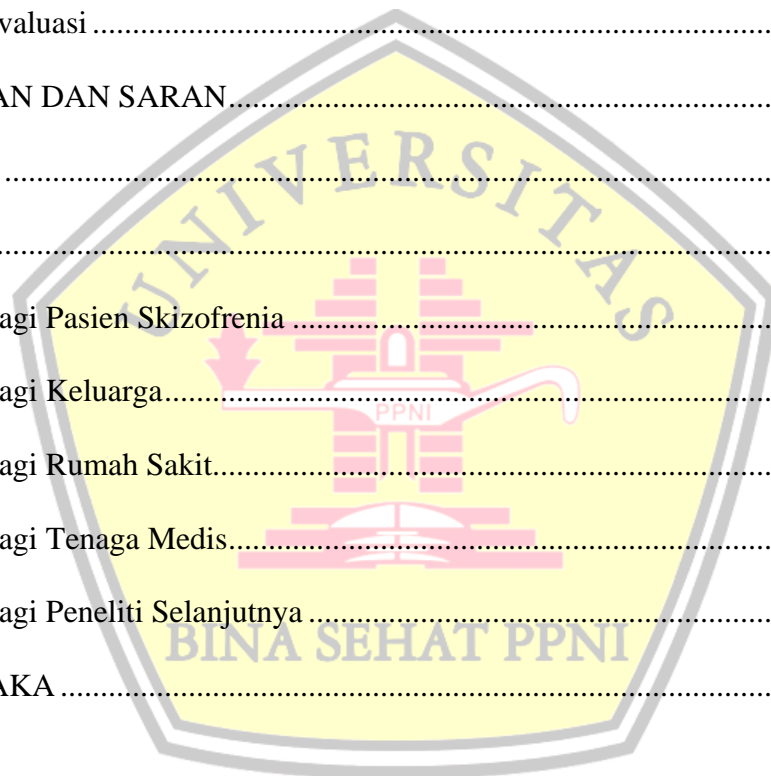 valuasi ........................................................................................
AN DAN SARAN......................................................................
........................................................................................
........................................................................................
agi Pasien Skizofrenia ............................................................
agi Keluarga................................................................................
agi Rumah Sakit.........................................................................
agi Tenaga Medis.......................................................................
agi Peneliti Selanjutnya ..........................................................
AKA ..............................................................................................
UNIVERSITAS
PPNI
BINA SEHAT PPNI